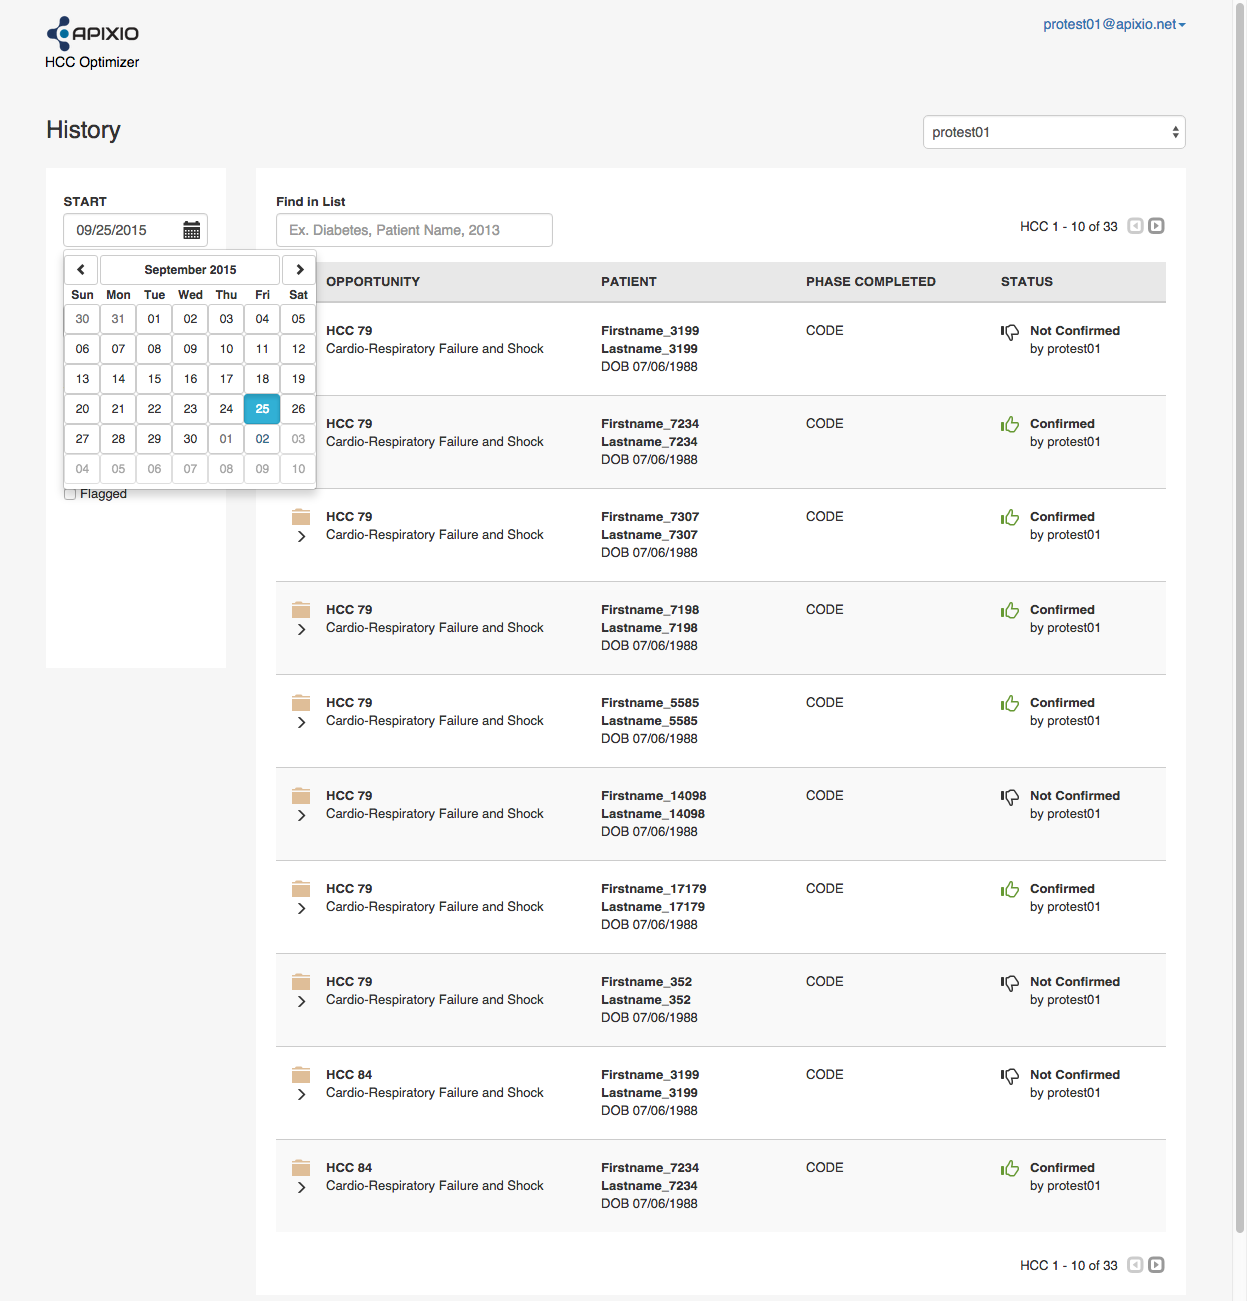 APIXIO
HCC Optimizer
protest01@apixio.net
History
protest01
START
09/25/2015
September 2015
Sun Mon Tue Wed Thu Fri Sat
30 31 01 02 03 04 05
06 07 08 09 10 11 12
13 14 15 16 17 18 19
20 21 22 23 24 25 26
27 28 29 30 01 02 03
04 05 06 07 08 09 10
Flagged
Find in List
Ex. Diabetes, Patient Name, 2013
HCC 1 - 10 of 33
OPPORTUNITY PATIENT PHASE COMPLETED STATUS
HCC 79 Firstname_3199 CODE Not Confirmed
Cardio-Respiratory Failure and Shock Lastname_3199 by protest01
DOB 07/06/1988
HCC 79 Firstname_7234 CODE Confirmed
Cardio-Respiratory Failure and Shock Lastname_7234 by protest01
DOB 07/06/1988
HCC 79 Firstname_7307 CODE Confirmed
Cardio-Respiratory Failure and Shock Lastname_7307 by protest01
DOB 07/06/1988
HCC 79 Firstname_7198 CODE Confirmed
Cardio-Respiratory Failure and Shock Lastname_7198 by protest01
DOB 07/06/1988
HCC 79 Firstname_5585 CODE Confirmed
Cardio-Respiratory Failure and Shock Lastname_5585 by protest01
DOB 07/06/1988
HCC 79 Firstname_14098 CODE Not Confirmed
Cardio-Respiratory Failure and Shock Lastname_14098 by protest01
DOB 07/06/1988
HCC 79 Firstname_17179 CODE Confirmed
Cardio-Respiratory Failure and Shock Lastname_17179 by protest01
DOB 07/06/1988
HCC 79 Firstname_352 CODE Not Confirmed
Cardio-Respiratory Failure and Shock Lastname_352 by protest01
DOB 07/06/1988
HCC 84 Firstname_3199 CODE Not Confirmed
Cardio-Respiratory Failure and Shock Lastname_3199 by protest01
DOB 07/06/1988
HCC 84 Firstname_7234 CODE Confirmed
Cardio-Respiratory Failure and Shock Lastname_7234 by protest01
DOB 07/06/1988
HCC 1 - 10 of 33